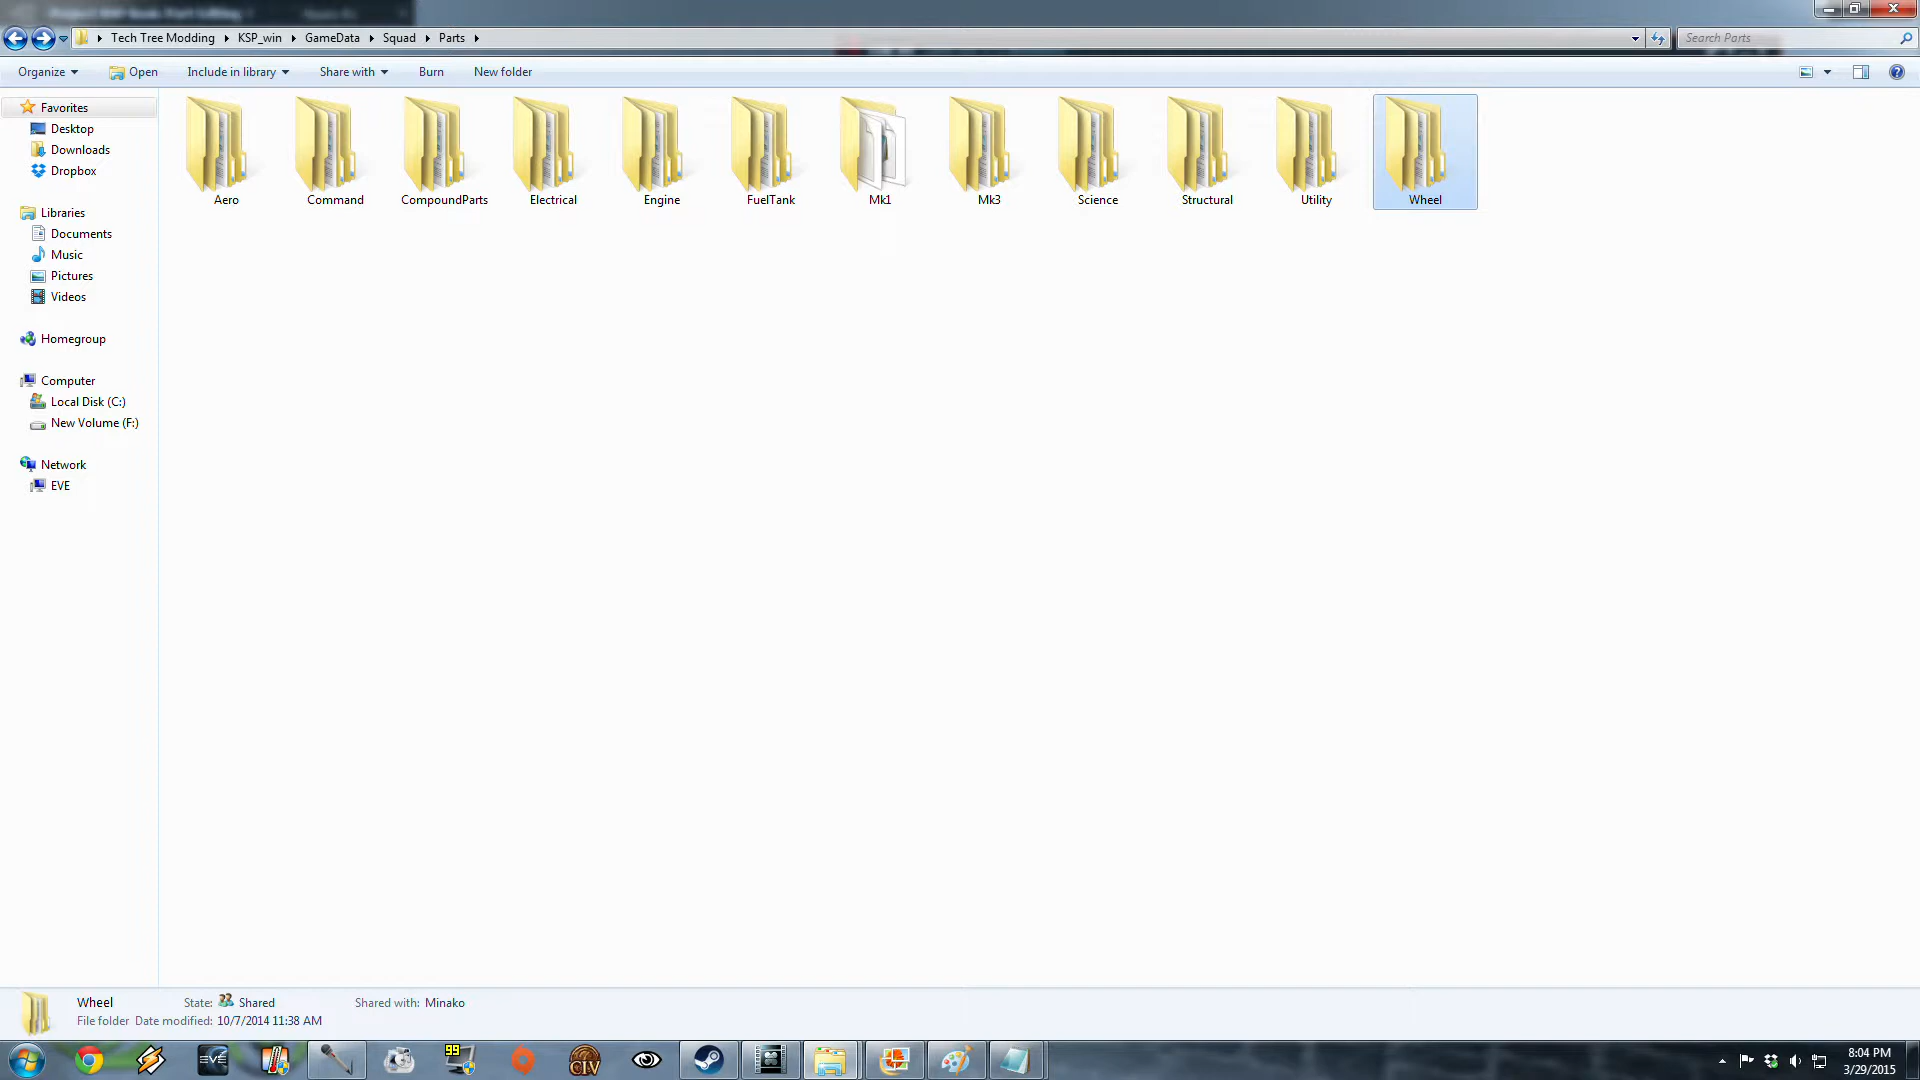 Tech Tree Modding KSP_win GameData Squad Parts
Search Parts
Organize Open Include in library Share with Burn New folder
Favorites
Desktop
Downloads
Dropbox
Libraries
Documents
Music
Pictures
Videos
Homegroup
Computer
Local Disk (C:)
New Volume (F:)
Network
EVE
Aero Command CompoundParts Electrical Engine FuelTank Mk1 Mk3 Science Structural Utility Wheel
Wheel State: Shared Shared with: Minako
File folder Date modified: 10/7/2014 11:38 AM
EVE
99
CIV
8:04 PM
3/29/2015